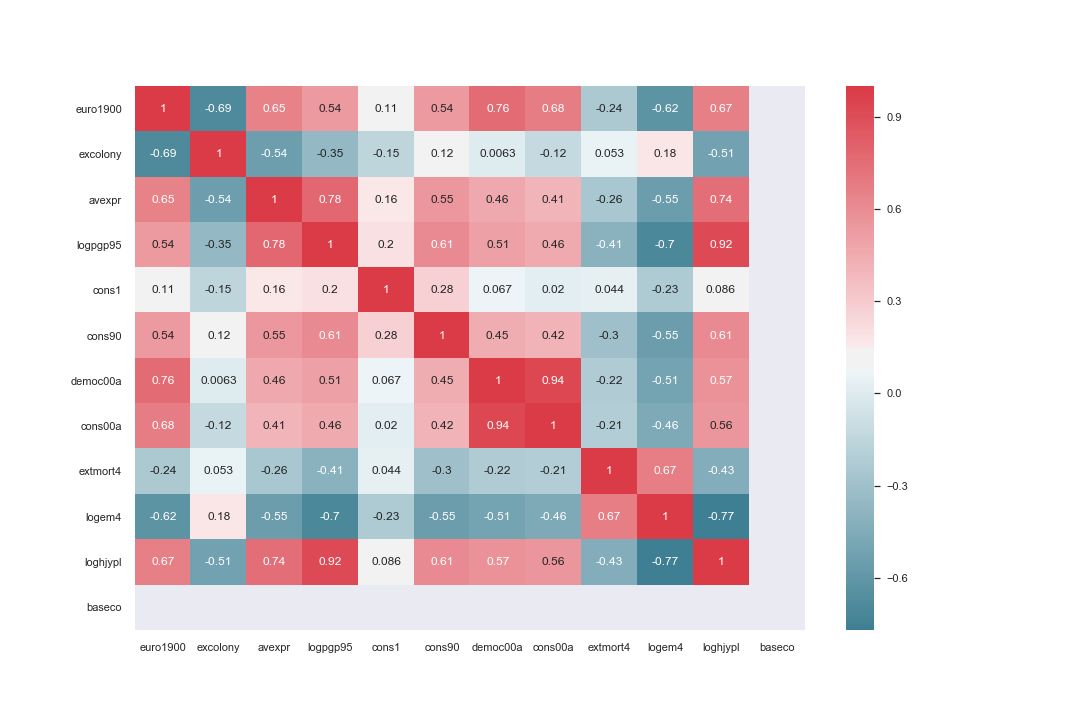 euro1900 1 -0.69 0.65 0.54 0.11 0.54 0.76 0.68 -0.24 -0.62 0.67
excolony -0.69 1 -0.54 -0.35 -0.15 0.12 0.0063 -0.12 0.053 0.18 -0.51
avexpr 0.65 -0.54 1 0.78 0.16 0.55 0.46 0.41 -0.26 -0.55 0.74
logpgp95 0.54 -0.35 0.78 1 0.2 0.61 0.51 0.46 -0.41 -0.7 0.92
cons1 0.11 -0.15 0.16 0.2 1 0.28 0.067 0.02 0.044 -0.23 0.086
cons90 0.54 0.12 0.55 0.61 0.28 1 0.45 0.42 -0.3 -0.55 0.61
democ00a 0.76 0.0063 0.46 0.51 0.067 0.45 1 0.94 -0.22 -0.51 0.57
cons00a 0.68 -0.12 0.41 0.46 0.02 0.42 0.94 1 -0.21 -0.46 0.56
extmort4 -0.24 0.053 -0.26 -0.41 0.044 -0.3 -0.22 -0.21 1 0.67 -0.43
logem4 -0.62 0.18 -0.55 -0.7 -0.23 -0.55 -0.51 -0.46 0.67 1 -0.77
loghjypl 0.67 -0.51 0.74 0.92 0.086 0.61 0.57 0.56 -0.43 -0.77 1
baseco
euro1900 excolony avexpr logpgp95 cons1 cons90 democ00a cons00a extmort4 logem4 loghjypl baseco
0.9
0.6
0.3
0.0
−0.3
−0.6